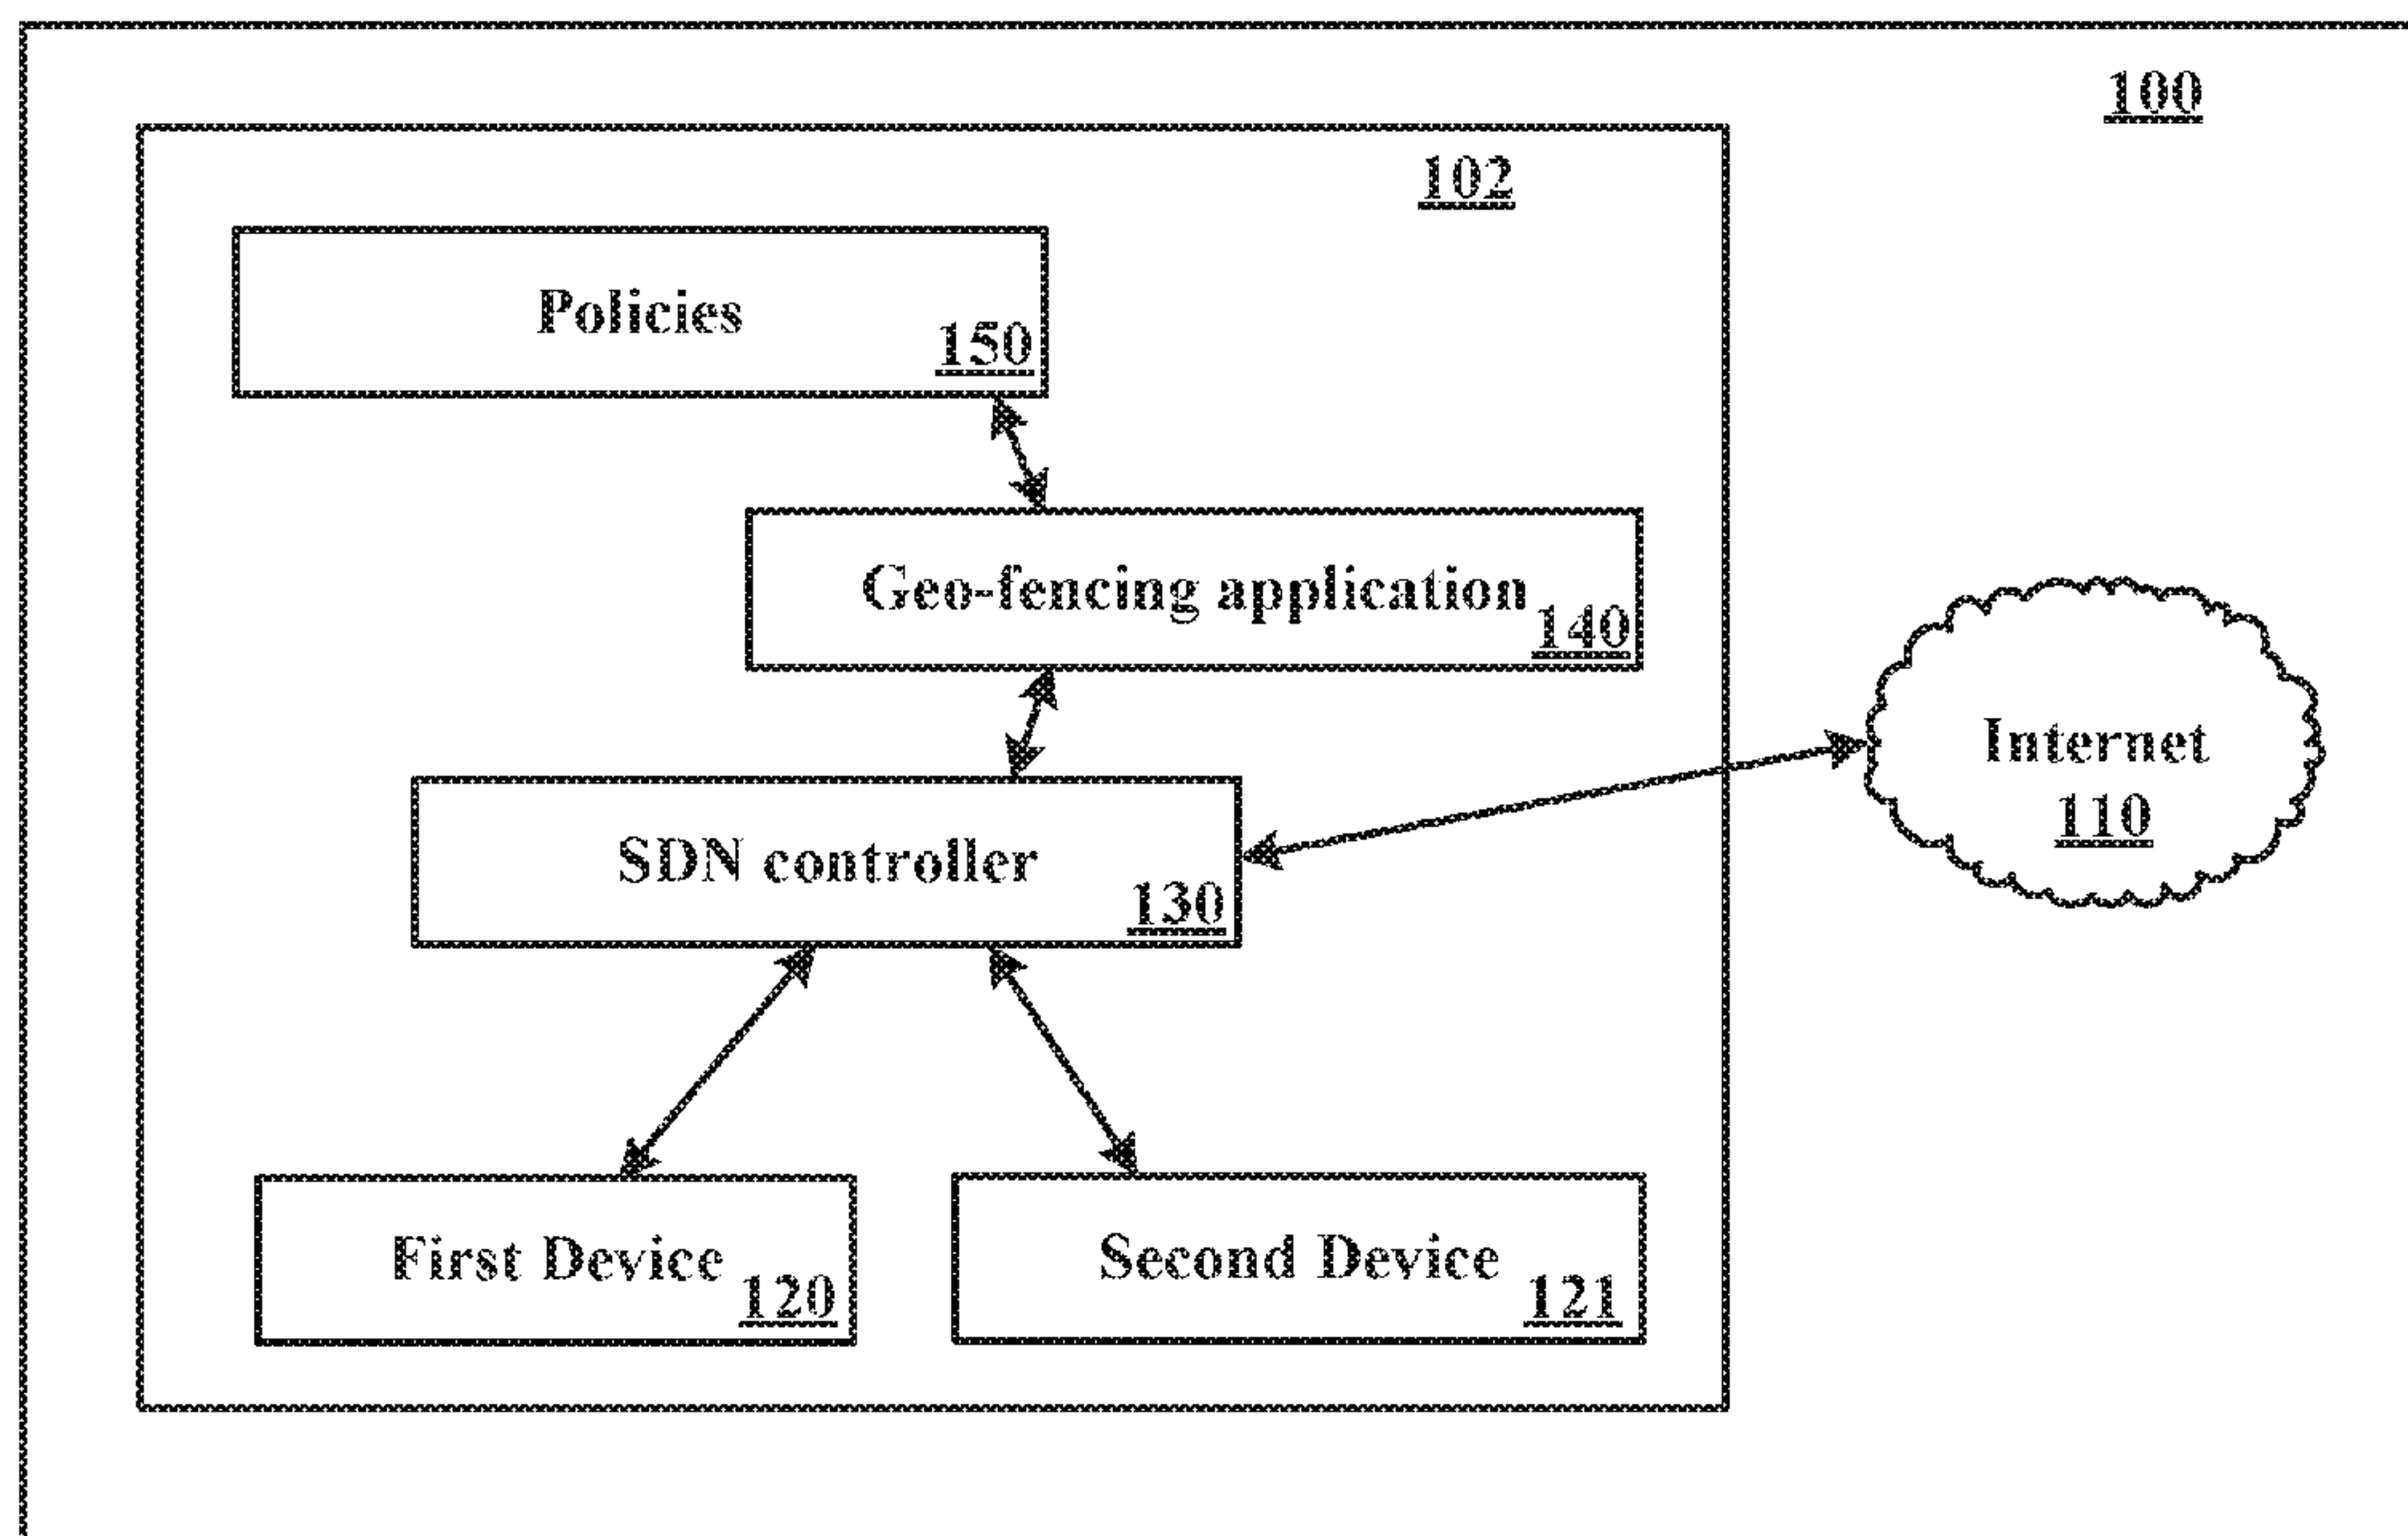 100
102
Policies
150
Geo-fencing application
140
Internet
110
SDN controller
130
First Device
120
Second Device
121